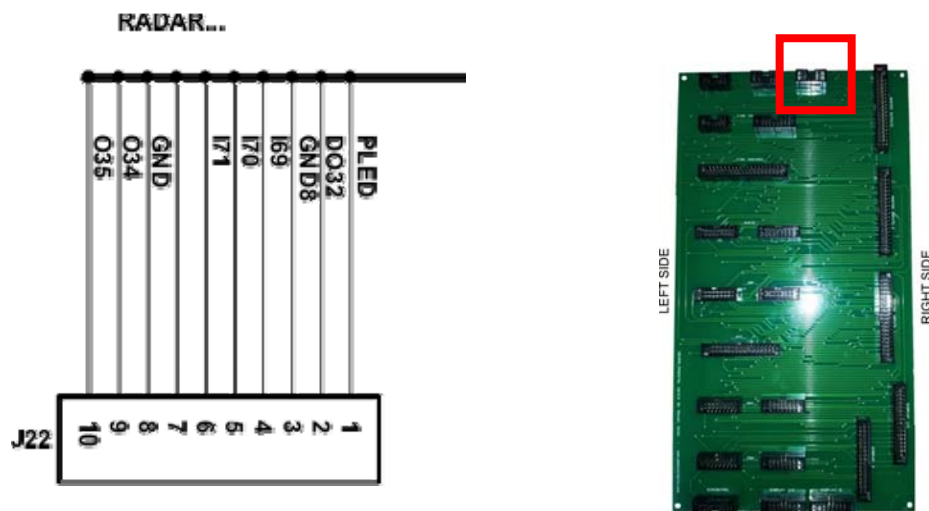 RADAR...
O35
O34
GND
I71
I70
I69
GND8
DO32
PLED
J22
10
9
8
7
6
5
4
3
2
1
LEFT SIDE
RIGHT SIDE